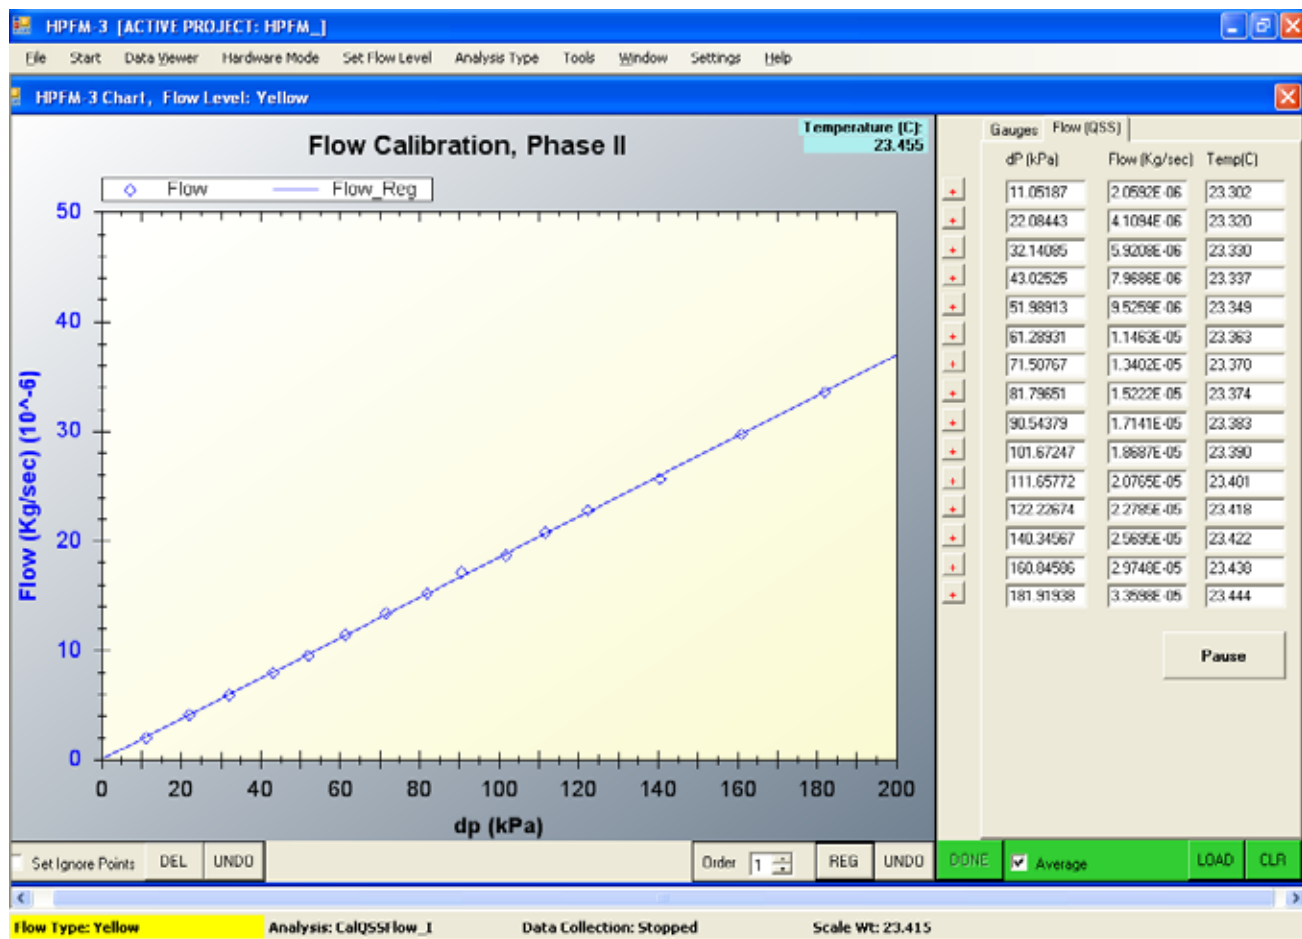 HPFM-3 [ACTIVE PROJECT: HPFM_]
File Start Data Viewer Hardware Mode Set Flow Level Analysis Type Tools Window Settings Help
HPFM-3 Chart, Flow Level: Yellow
Flow Calibration, Phase II
Temperature (C):
23.455
Flow Flow_Reg
50
40
30
20
10
0
Flow (Kg/sec) (10^-6)
0 20 40 60 80 100 120 140 160 180 200
dp (kPa)
Gauges Flow (QSS)
dP (kPa) Flow (Kg/sec) Temp(C)
+ 11.05187 2.0592E-06 23.302
+ 22.08443 4.1094E-06 23.320
+ 32.14085 5.9208E-06 23.330
+ 43.02525 7.9686E-06 23.337
+ 51.98913 9.5259E-06 23.349
+ 61.28931 1.1463E-05 23.363
+ 71.50767 1.3402E-05 23.370
+ 81.79651 1.5222E-05 23.374
+ 90.54379 1.7141E-05 23.383
+ 101.67247 1.8687E-05 23.390
+ 111.65772 2.0765E-05 23.401
+ 122.22674 2.2785E-05 23.418
+ 140.34567 2.5695E-05 23.422
+ 160.84586 2.9748E-05 23.438
+ 181.91938 3.3598E-05 23.444
Pause
Set Ignore Points DEL UNDO Order 1 REG UNDO DONE Average LOAD CLR
Flow Type: Yellow Analysis: CalQSSFlow_I Data Collection: Stopped Scale Wt: 23.415